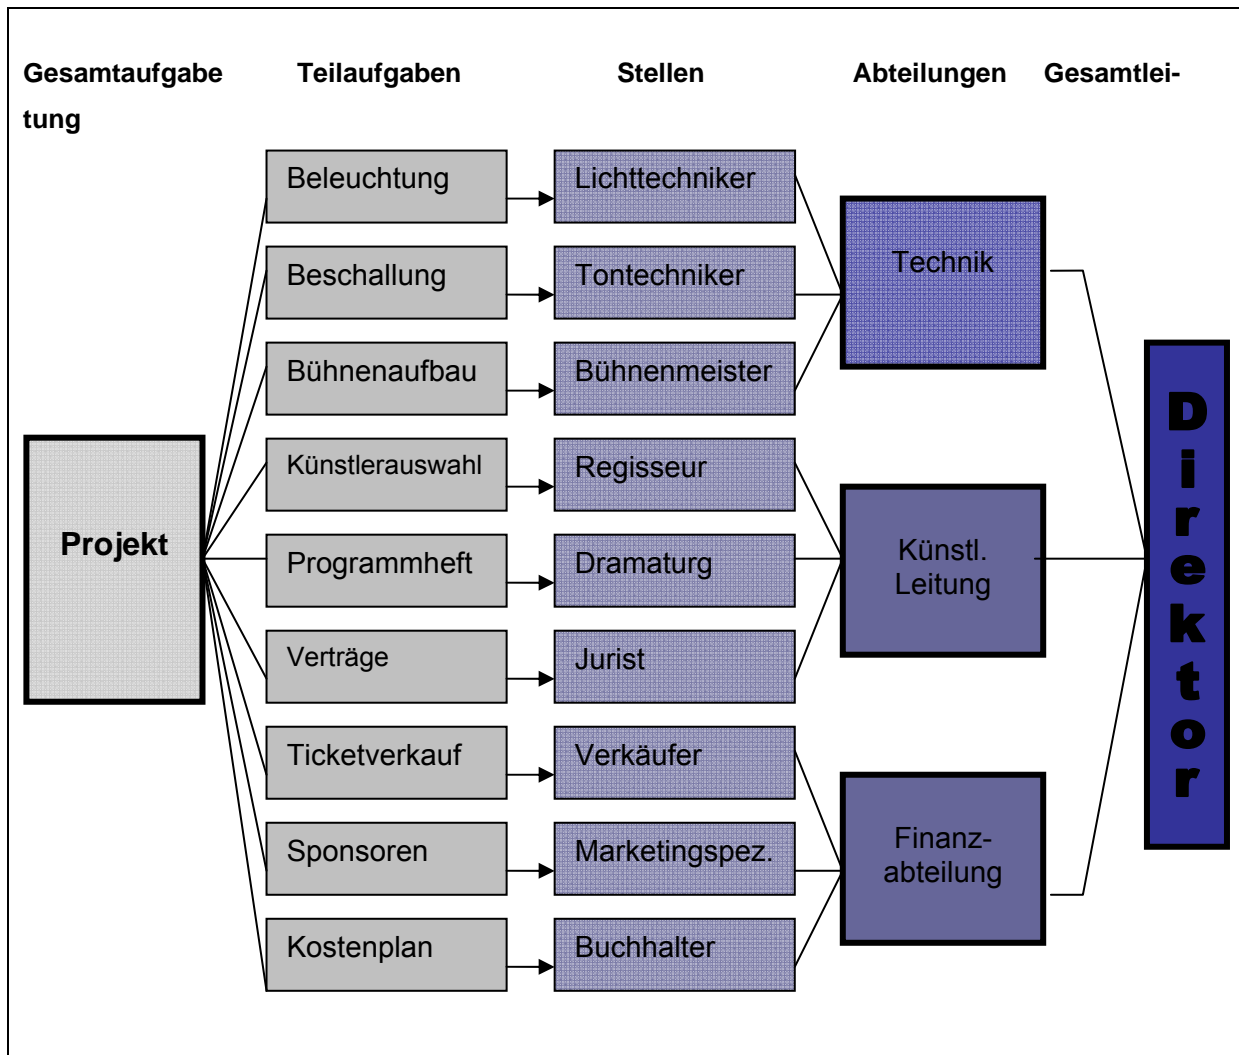 Gesamtaufgabe Teilaufgaben Stellen Abteilungen Gesamtlei-
tung
Beleuchtung Lichttechniker
Beschallung Tontechniker Technik
Bühnenaufbau Bühnenmeister
Künstlerauswahl Regisseur
Projekt
Programmheft Dramaturg
Künstl.
Leitung
Verträge Jurist
Ticketverkauf Verkäufer
Sponsoren Marketingspez.
Finanz-
abteilung
Kostenplan Buchhalter
Direktor